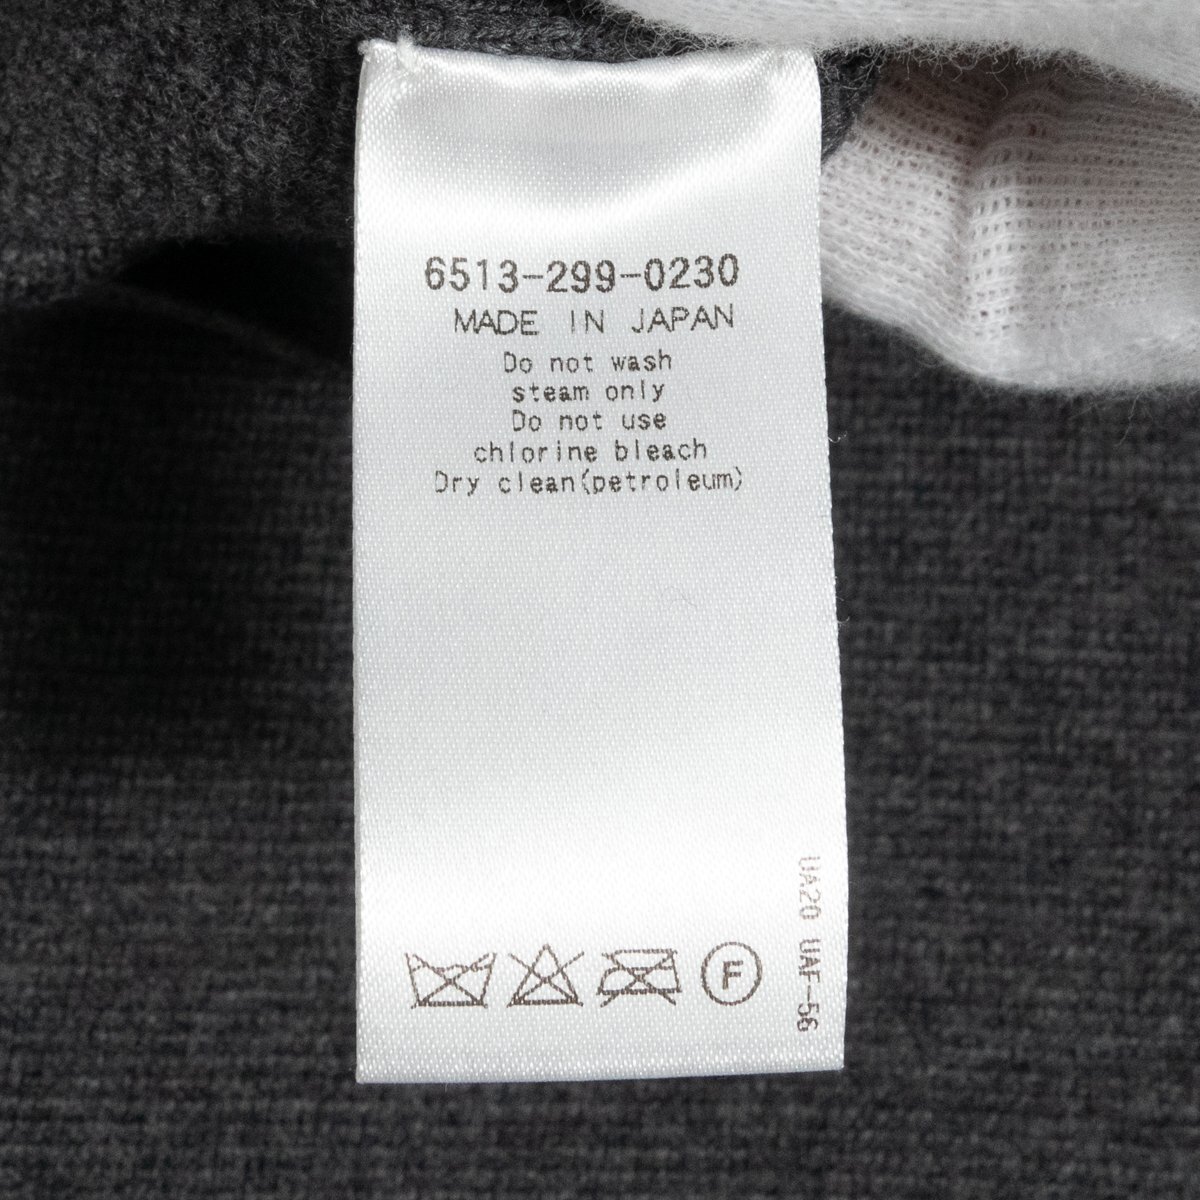 6513-299-0230
MADE IN JAPAN
Do not wash
steam only
Do not use
chlorine bleach
Dry clean(petroleum)
F
UA20 UAF-56